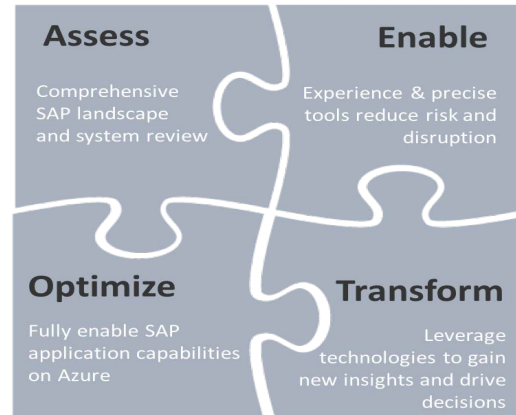 Assess
Comprehensive
SAP landscape
and system review
Enable
Experience & precise
tools reduce risk and
disruption
Optimize
Fully enable SAP
application capabilities
on Azure
Transform
Leverage
technologies to gain
new insights and drive
decisions